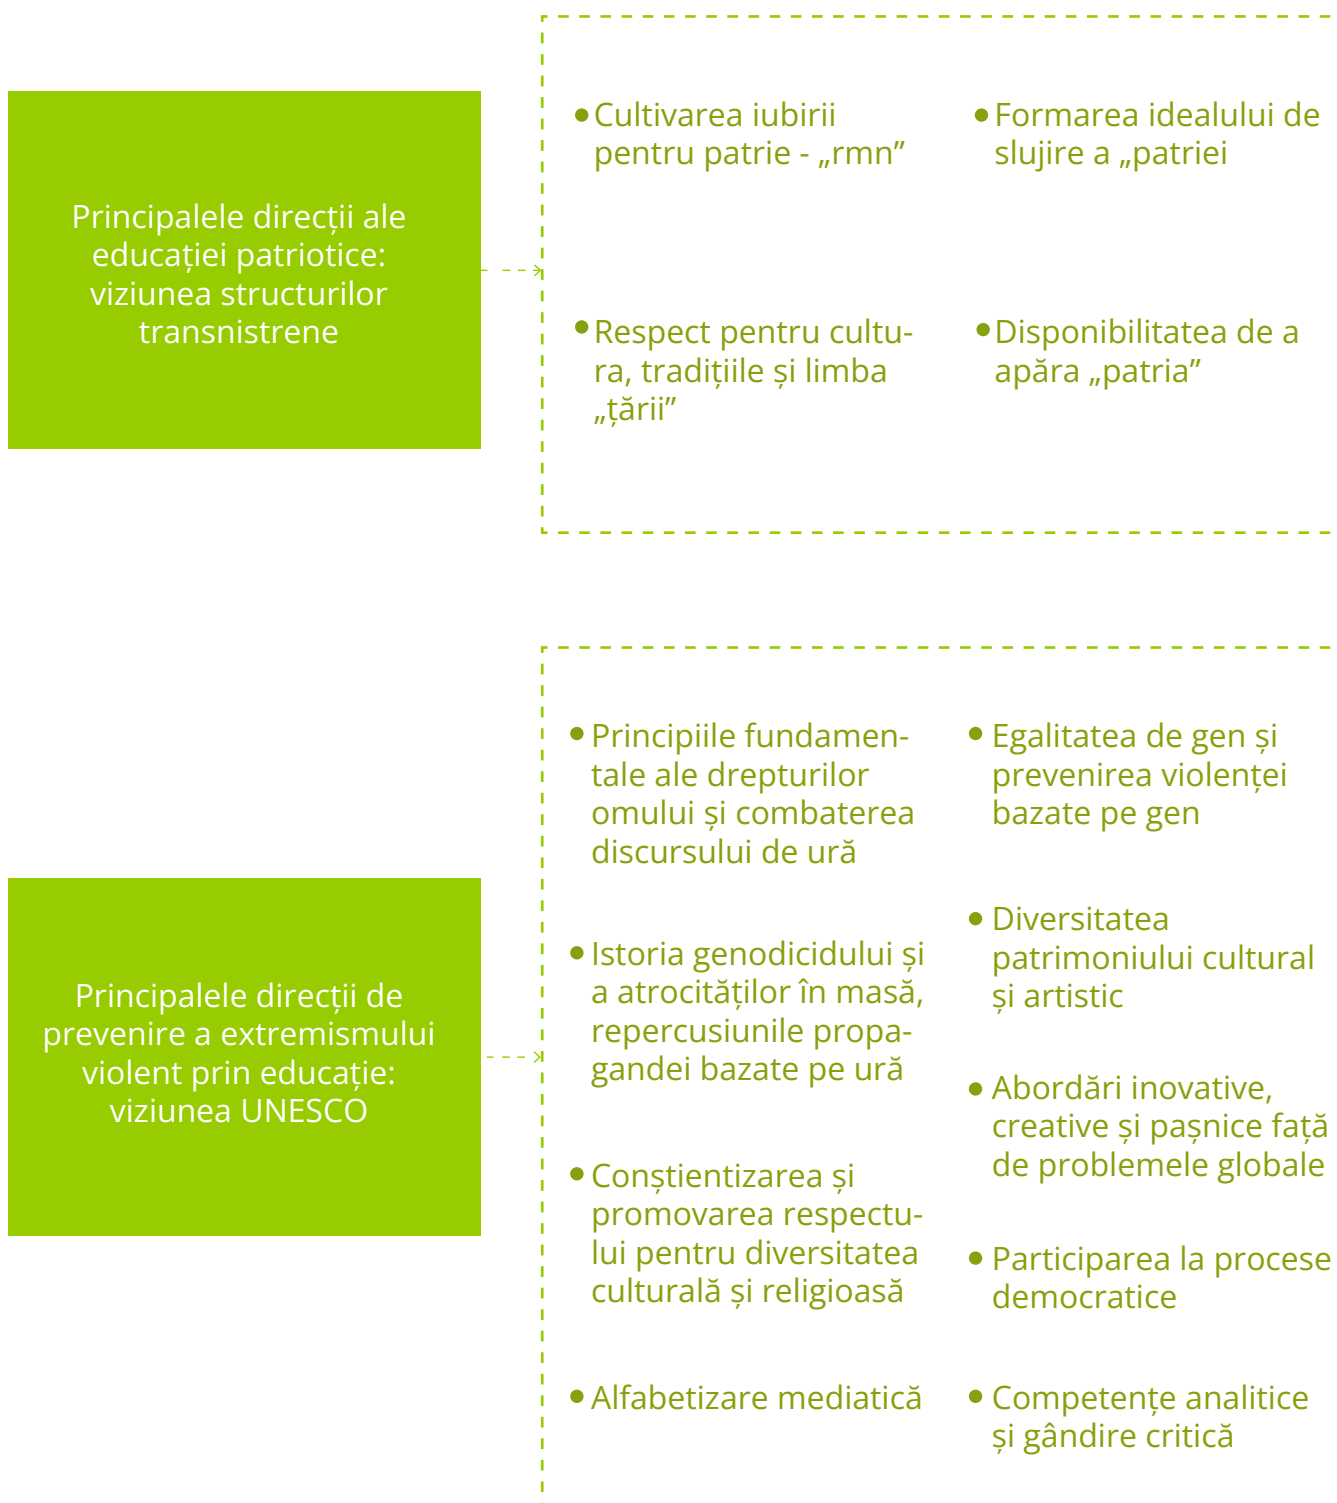 Principalele direcții ale
educației patriotice:
viziunea structurilor
transnistrene
Cultivarea iubirii
pentru patrie - „rmn”
Respect pentru cultu-
ra, tradițiile și limba
„țării”
Formarea idealului de
slujire a „patriei
Disponibilitatea de a
apăra „patria”
Principalele direcții de
prevenire a extremismului
violent prin educație:
viziunea UNESCO
Principiile fundamen-
tale ale drepturilor
omului și combaterea
discursului de ură
Istoria genodicidului și
a atrocităților în masă,
repercusiunile propa-
gandei bazate pe ură
Conștientizarea și
promovarea respectu-
lui pentru diversitatea
culturală și religioasă
Alfabetizare mediatică
Egalitatea de gen și
prevenirea violenței
bazate pe gen
Diversitatea
patrimoniului cultural
și artistic
Abordări inovative,
creative și pașnice față
de problemele globale
Participarea la procese
democratice
Competențe analitice
și gândire critică